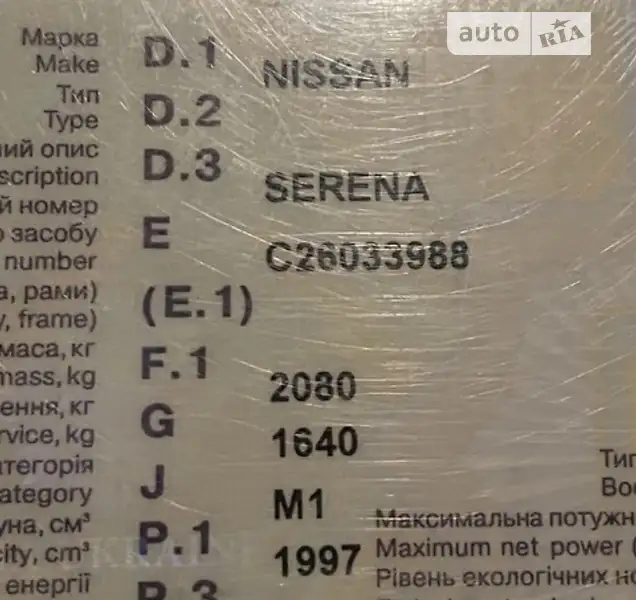 auto RIA
Марка D.1 NISSAN
Make
Тип D.2
Type
ний опис D.3 SERENA
scription
й номер
о засобу E C26033988
number
а, рами) (E.1)
y, frame)
маса, кг F.1 2080
mass, kg
ення, кг G 1640
rvice, kg
атегорія J M1 Тип
ategory
уна, см³ P.1 1997 Максимальна потужн
city, cm³ Maximum net power (
енергії P.3 Рівень екологічних но